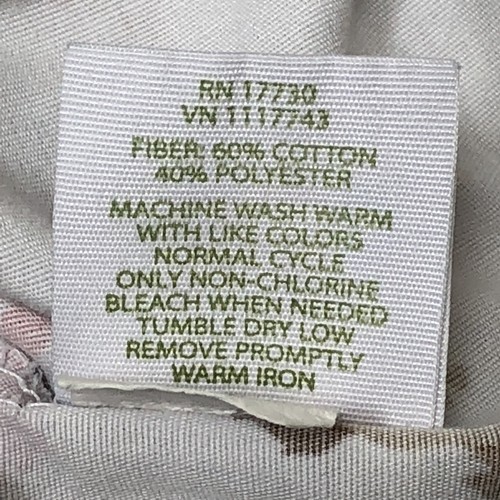 RN 17730
VN 1117743
FIBER: 60% COTTON
40% POLYESTER
MACHINE WASH WARM
WITH LIKE COLORS
NORMAL CYCLE
ONLY NON-CHLORINE
BLEACH WHEN NEEDED
TUMBLE DRY LOW
REMOVE PROMPTLY
WARM IRON